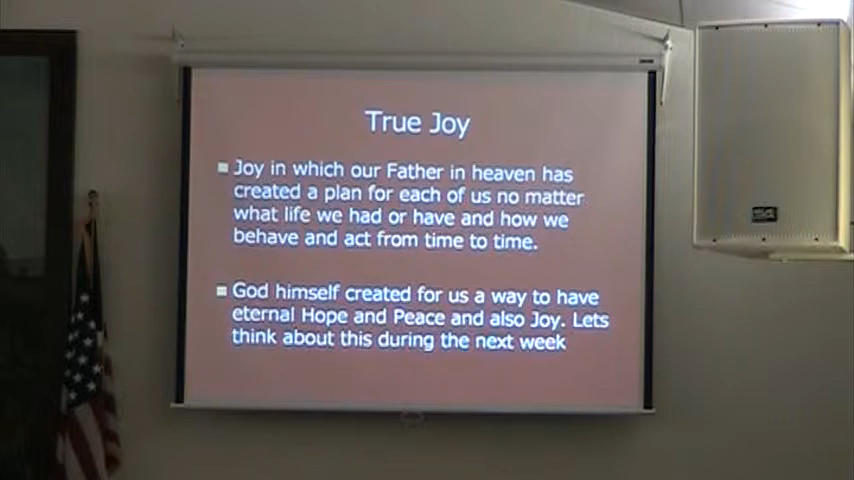 True Joy
Joy in which our Father in heaven has
created a plan for each of us no matter
what life we had or have and how we
behave and act from time to time.
God himself created for us a way to have
eternal Hope and Peace and also Joy. Lets
think about this during the next week